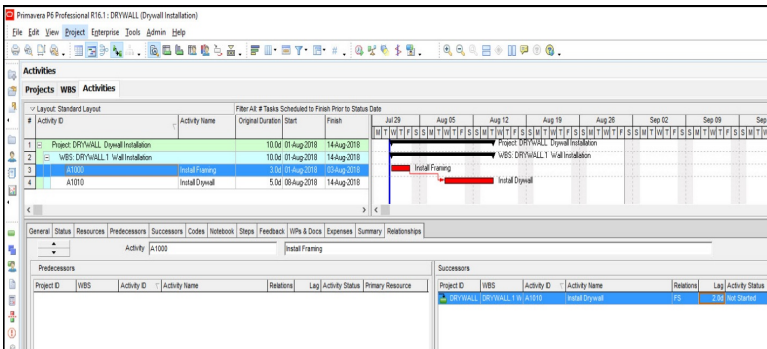 Primavera P6 Professional R16.1 : DRYWALL (Drywall Installation)
File Edit View Project Enterprise Tools Admin Help
Activities
Projects WBS Activities
Layout: Standard Layout Filter All: # Tasks Scheduled to Finish Prior to Status Date
# Activity ID Activity Name Original Duration Start Finish Jul 29 Aug 05 Aug 12 Aug 19 Aug 26 Sep 02 Sep 09 Sep
M T W T F S S M T W T F S S M T W T F S S M T W T F S S M T W T F S S M T W T F S S M T W T F S S M T W
1 Project: DRYWALL Drywall Installation 10.0d 01-Aug-2018 14-Aug-2018 Project: DRYWALL Drywall Installation
2 WBS: DRYWALL.1 Wall Installation 10.0d 01-Aug-2018 14-Aug-2018 WBS: DRYWALL.1 Wall Installation
3 A1000 Install Framing 3.0d 01-Aug-2018 03-Aug-2018 Install Framing
4 A1010 Install Drywall 5.0d 08-Aug-2018 14-Aug-2018 Install Drywall
General Status Resources Predecessors Successors Codes Notebook Steps Feedback WPs & Docs Expenses Summary Relationships
Activity A1000 Install Framing
Predecessors Successors
Project ID WBS Activity ID Activity Name Relations Lag Activity Status Primary Resource Project ID WBS Activity ID Activity Name Relations Lag Activity Status
DRYWALL DRYWALL.1 W A1010 Install Drywall FS 2.0d Not Started